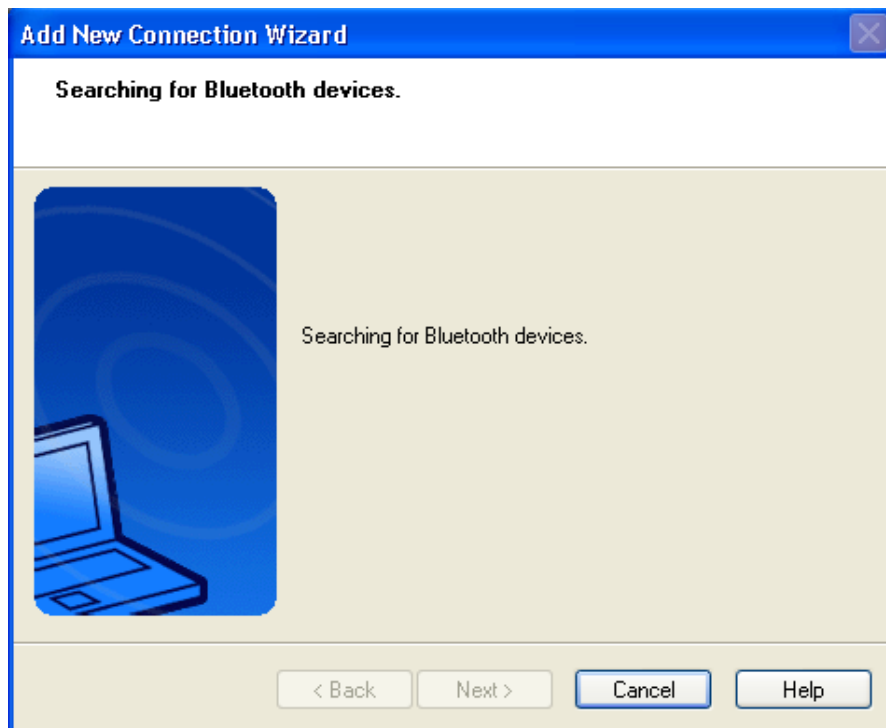 Add New Connection Wizard
Searching for Bluetooth devices.
Searching for Bluetooth devices.
< Back Next > Cancel Help